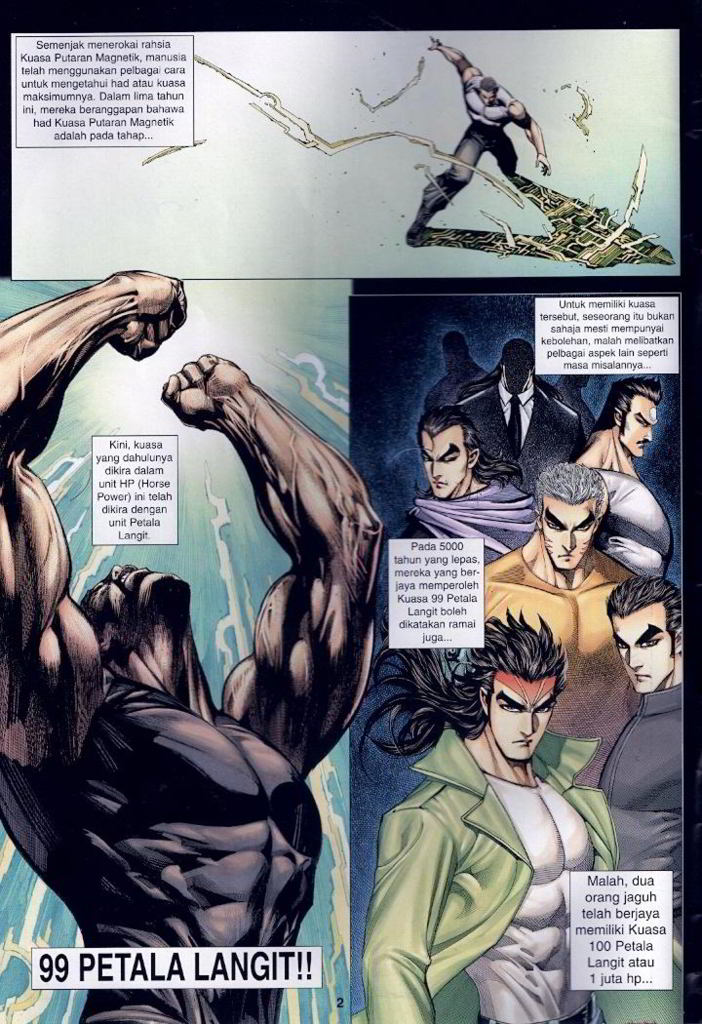 Semenjak menerokai rahsia
Kuasa Putaran Magnetik, manusia
telah menggunakan pelbagai cara
untuk mengetahui had atau kuasa
maksimumnya. Dalam lima tahun
ini, mereka beranggapan bahawa
had Kuasa Putaran Magnetik
adalah pada tahap...
Untuk memiliki kuasa
tersebut, seseorang itu bukan
sahaja mesti mempunyai
kebolehan, malah melibatkan
pelbagai aspek lain seperti
masa misalnya...
Kini, kuasa
yang dahulunya
dikira dalam
unit HP (Horse
Power) ini telah
dikira dengan
unit Petala
Langit.
Pada 5000
tahun yang lepas,
mereka yang ber-
jaya memperoleh
Kuasa 99 Petala
Langit boleh
dikatakan ramai
juga...
Malah, dua
orang jaguh
telah berjaya
memiliki Kuasa
100 Petala
Langit atau
1 juta hp...
99 PETALA LANGIT!!
2